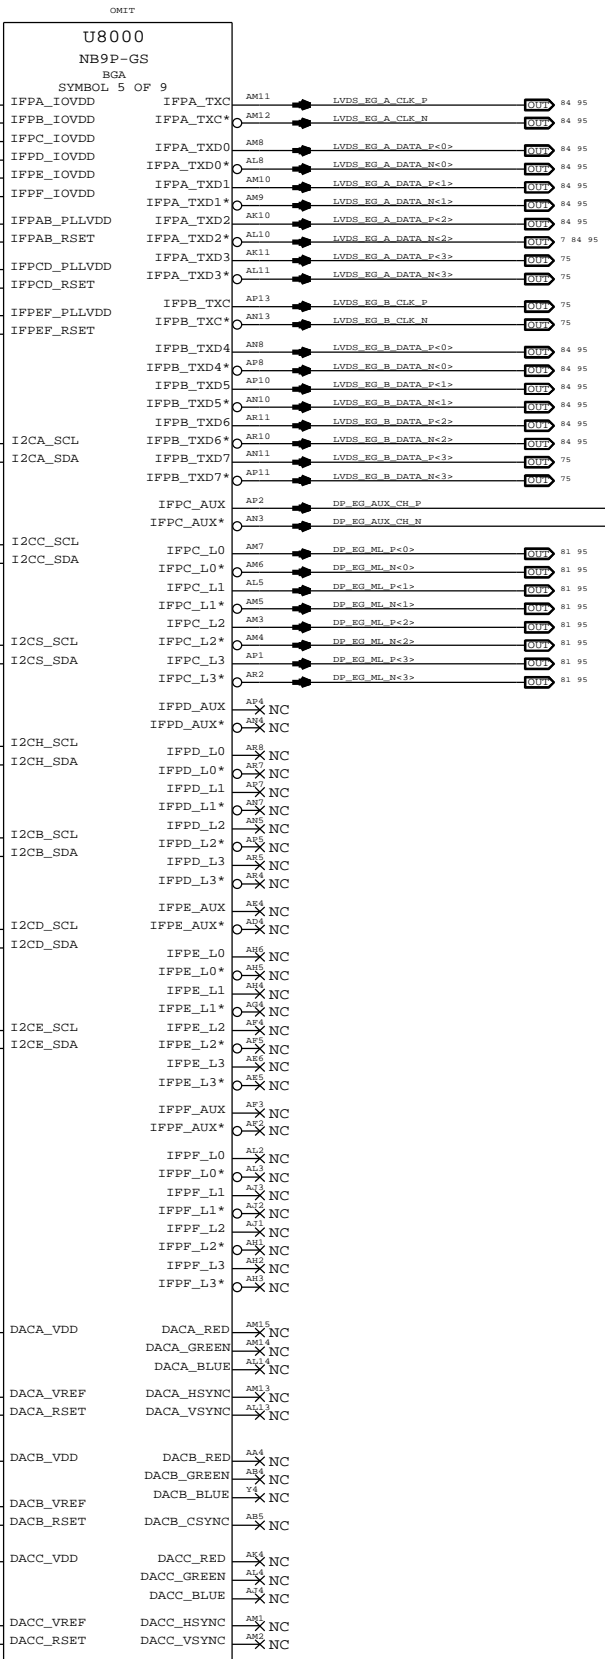 OMIT
U8000
NB9P-GS
BGA
SYMBOL 5 OF 9
IFPA_IOVDD IFPA_TXC AM11 LVDS_EG_A_CLK_P OUT 84 95
IFPB_IOVDD IFPA_TXC* AM12 LVDS_EG_A_CLK_N OUT 84 95
IFPC_IOVDD
IFPD_IOVDD IFPA_TXD0 AM8 LVDS_EG_A_DATA_P<0> OUT 84 95
IFPE_IOVDD IFPA_TXD0* AL8 LVDS_EG_A_DATA_N<0> OUT 84 95
IFPF_IOVDD IFPA_TXD1 AM10 LVDS_EG_A_DATA_P<1> OUT 84 95
IFPA_TXD1* AM9 LVDS_EG_A_DATA_N<1> OUT 84 95
IFPAB_PLLVDD IFPA_TXD2 AK10 LVDS_EG_A_DATA_P<2> OUT 84 95
IFPAB_RSET IFPA_TXD2* AL10 LVDS_EG_A_DATA_N<2> OUT 7 84 95
IFPCD_PLLVDD IFPA_TXD3 AK11 LVDS_EG_A_DATA_P<3> OUT 75
IFPCD_RSET IFPA_TXD3* AL11 LVDS_EG_A_DATA_N<3> OUT 75
IFPEF_PLLVDD IFPB_TXC AP13 LVDS_EG_B_CLK_P OUT 75
IFPEF_RSET IFPB_TXC* AN13 LVDS_EG_B_CLK_N OUT 75
IFPB_TXD4 AN8 LVDS_EG_B_DATA_P<0> OUT 84 95
IFPB_TXD4* AP8 LVDS_EG_B_DATA_N<0> OUT 84 95
IFPB_TXD5 AP10 LVDS_EG_B_DATA_P<1> OUT 84 95
IFPB_TXD5* AN10 LVDS_EG_B_DATA_N<1> OUT 84 95
IFPB_TXD6 AR11 LVDS_EG_B_DATA_P<2> OUT 84 95
I2CA_SCL IFPB_TXD6* AR10 LVDS_EG_B_DATA_N<2> OUT 84 95
I2CA_SDA IFPB_TXD7 AN11 LVDS_EG_B_DATA_P<3> OUT 75
IFPB_TXD7* AP11 LVDS_EG_B_DATA_N<3> OUT 75
IFPC_AUX AP2 DP_EG_AUX_CH_P
IFPC_AUX* AN3 DP_EG_AUX_CH_N
I2CC_SCL IFPC_L0 AM7 DP_EG_ML_P<0> OUT 81 95
I2CC_SDA IFPC_L0* AM6 DP_EG_ML_N<0> OUT 81 95
IFPC_L1 AL5 DP_EG_ML_P<1> OUT 81 95
IFPC_L1* AM5 DP_EG_ML_N<1> OUT 81 95
IFPC_L2 AM3 DP_EG_ML_P<2> OUT 81 95
I2CS_SCL IFPC_L2* AM4 DP_EG_ML_N<2> OUT 81 95
I2CS_SDA IFPC_L3 AP1 DP_EG_ML_P<3> OUT 81 95
IFPC_L3* AR2 DP_EG_ML_N<3> OUT 81 95
IFPD_AUX AP4 NC
IFPD_AUX* AN4 NC
I2CH_SCL IFPD_L0 AR8 NC
I2CH_SDA IFPD_L0* AR7 NC
IFPD_L1 AP7 NC
IFPD_L1* AN7 NC
I2CB_SCL IFPD_L2 AN5 NC
I2CB_SDA IFPD_L2* AP5 NC
IFPD_L3 AR5 NC
IFPD_L3* AR4 NC
IFPE_AUX AE4 NC
I2CD_SCL IFPE_AUX* AD4 NC
I2CD_SDA
IFPE_L0 AH6 NC
IFPE_L0* AH5 NC
IFPE_L1 AH4 NC
IFPE_L1* AG4 NC
I2CE_SCL IFPE_L2 AF4 NC
I2CE_SDA IFPE_L2* AF5 NC
IFPE_L3 AE6 NC
IFPE_L3* AE5 NC
IFPF_AUX AF3 NC
IFPF_AUX* AF2 NC
IFPF_L0 AL2 NC
IFPF_L0* AL3 NC
IFPF_L1 AJ3 NC
IFPF_L1* AJ2 NC
IFPF_L2 AJ1 NC
IFPF_L2* AH1 NC
IFPF_L3 AH2 NC
IFPF_L3* AH3 NC
DACA_VDD DACA_RED AM15 NC
DACA_GREEN AM14 NC
DACA_BLUE AL14 NC
DACA_VREF DACA_HSYNC AM13 NC
DACA_RSET DACA_VSYNC AL13 NC
DACB_VDD DACB_RED AA4 NC
DACB_GREEN AB4 NC
DACB_BLUE Y4 NC
DACB_VREF
DACB_RSET DACB_CSYNC AB5 NC
DACC_VDD DACC_RED AK4 NC
DACC_GREEN AL4 NC
DACC_BLUE AJ4 NC
DACC_VREF DACC_HSYNC AM1 NC
DACC_RSET DACC_VSYNC AM2 NC